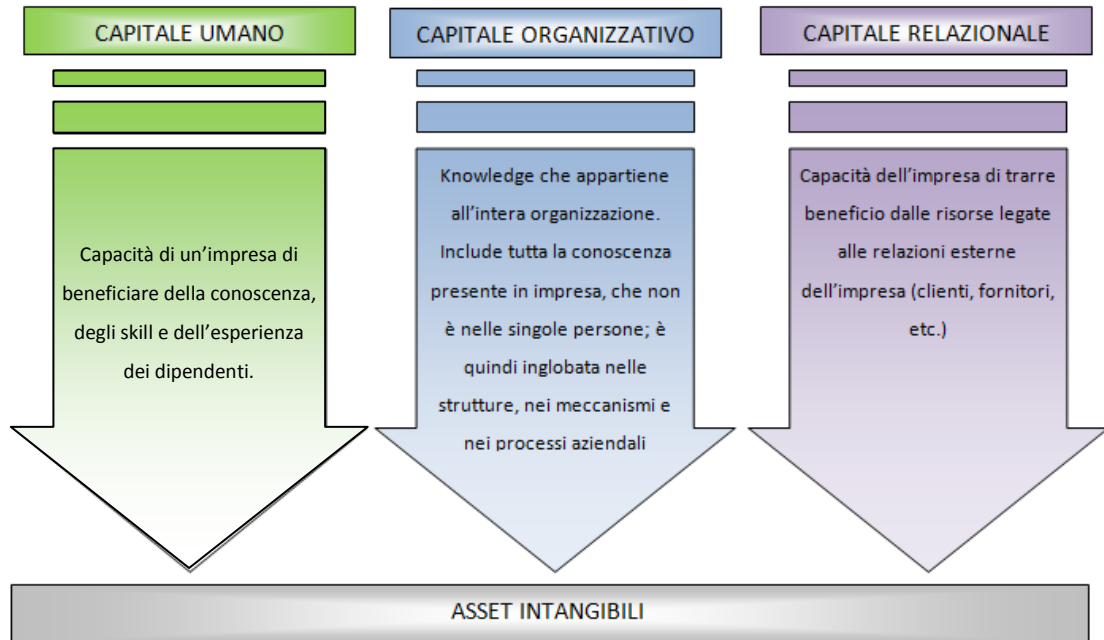 CAPITALE UMANO
CAPITALE ORGANIZZATIVO
CAPITALE RELAZIONALE
Capacità di un’impresa di
beneficiare della conoscenza,
degli skill e dell’esperienza
dei dipendenti.
Knowledge che appartiene
all’intera organizzazione.
Include tutta la conoscenza
presente in impresa, che non
è nelle singole persone; è
quindi inglobata nelle
strutture, nei meccanismi e
nei processi aziendali
Capacità dell’impresa di trarre
beneficio dalle risorse legate
alle relazioni esterne
dell’impresa (clienti, fornitori,
etc.)
ASSET INTANGIBILI